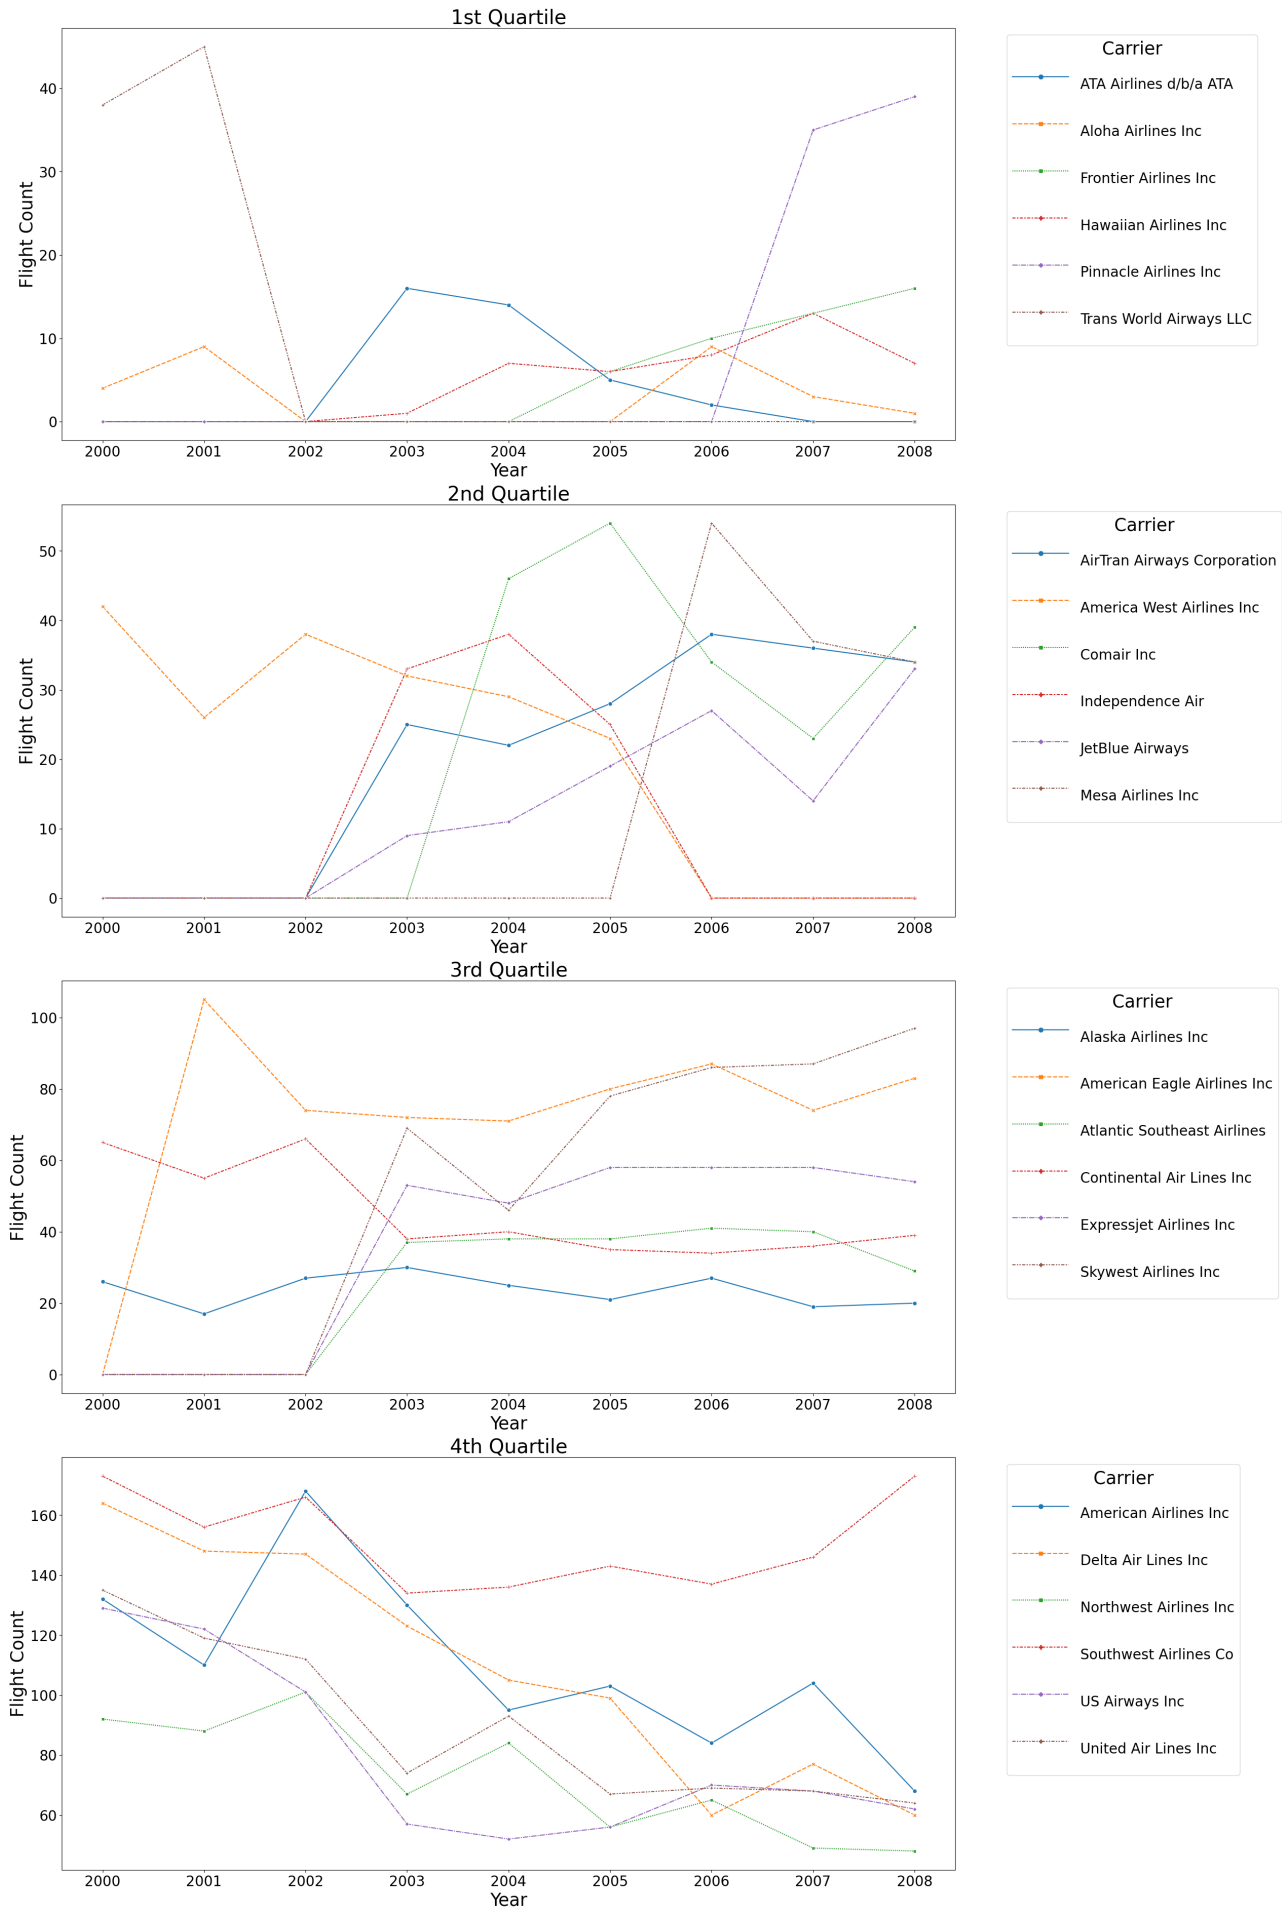 1st Quartile
Flight Count
40
30
20
10
0
2000 2001 2002 2003 2004 2005 2006 2007 2008
Year
Carrier
ATA Airlines d/b/a ATA
Aloha Airlines Inc
Frontier Airlines Inc
Hawaiian Airlines Inc
Pinnacle Airlines Inc
Trans World Airways LLC
2nd Quartile
Flight Count
50
40
30
20
10
0
2000 2001 2002 2003 2004 2005 2006 2007 2008
Year
Carrier
AirTran Airways Corporation
America West Airlines Inc
Comair Inc
Independence Air
JetBlue Airways
Mesa Airlines Inc
3rd Quartile
Flight Count
100
80
60
40
20
0
2000 2001 2002 2003 2004 2005 2006 2007 2008
Year
Carrier
Alaska Airlines Inc
American Eagle Airlines Inc
Atlantic Southeast Airlines
Continental Air Lines Inc
Expressjet Airlines Inc
Skywest Airlines Inc
4th Quartile
Flight Count
160
140
120
100
80
60
2000 2001 2002 2003 2004 2005 2006 2007 2008
Year
Carrier
American Airlines Inc
Delta Air Lines Inc
Northwest Airlines Inc
Southwest Airlines Co
US Airways Inc
United Air Lines Inc